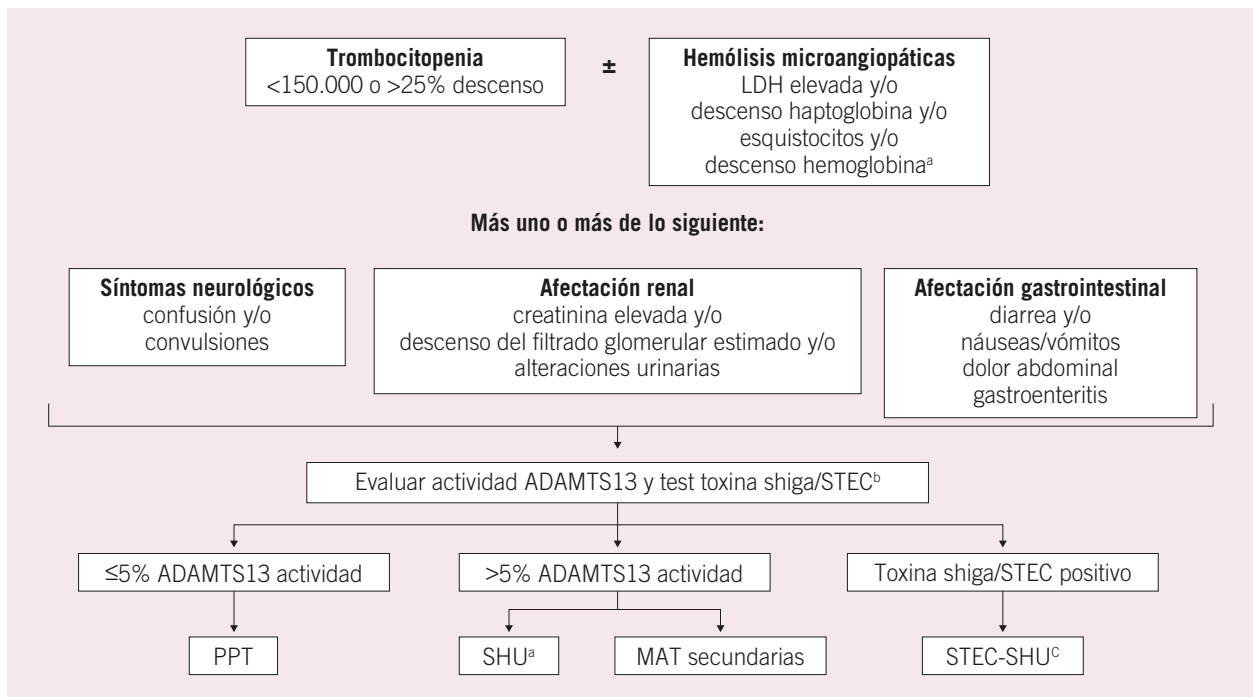 Trombocitopenia
<150.000 o >25% descenso
±
Hemólisis microangiopáticas
LDH elevada y/o
descenso haptoglobina y/o
esquistocitos y/o
descenso hemoglobinaᵃ
Más uno o más de lo siguiente:
Síntomas neurológicos
confusión y/o
convulsiones
Afectación renal
creatinina elevada y/o
descenso del filtrado glomerular estimado y/o
alteraciones urinarias
Afectación gastrointestinal
diarrea y/o
náuseas/vómitos
dolor abdominal
gastroenteritis
Evaluar actividad ADAMTS13 y test toxina shiga/STECᵇ
≤5% ADAMTS13 actividad
>5% ADAMTS13 actividad
Toxina shiga/STEC positivo
PPT
SHUᵃ
MAT secundarias
STEC-SHUᶜ